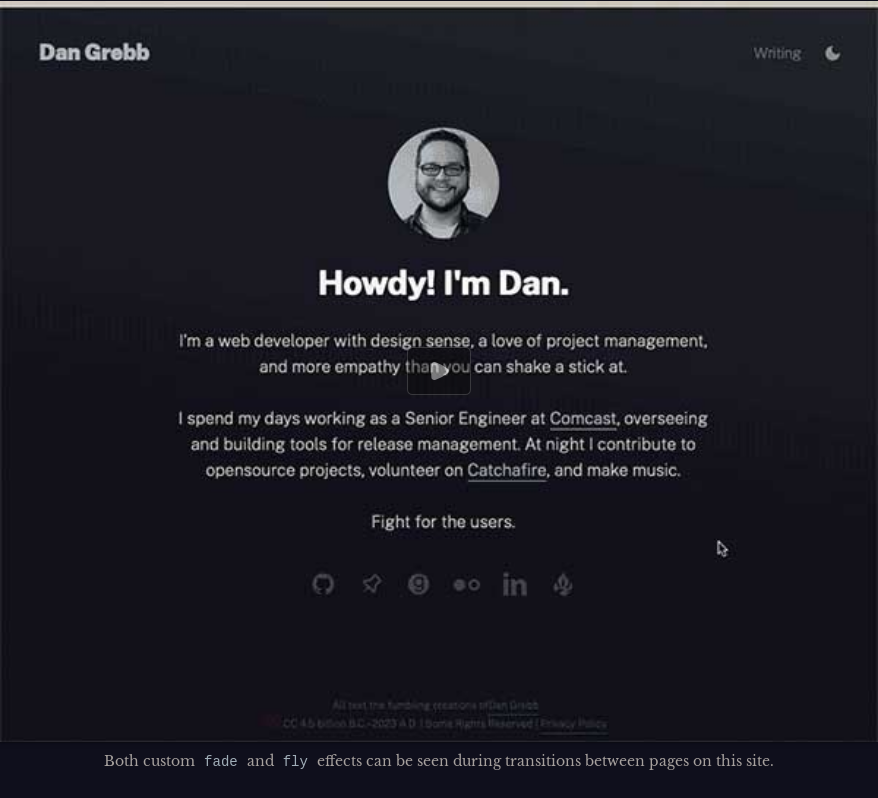 Dan Grebb
Writing
Howdy! I'm Dan.
I'm a web developer with design sense, a love of project management,
and more empathy than you can shake a stick at.
I spend my days working as a Senior Engineer at Comcast, overseeing
and building tools for release management. At night I contribute to
opensource projects, volunteer on Catchafire, and make music.
Fight for the users.
in
All text the fumbling creations of Dan Grebb
CC 4.5 billion B.C.-2023 A.D. | Some Rights Reserved | Privacy Policy
Both custom fade and fly effects can be seen during transitions between pages on this site.